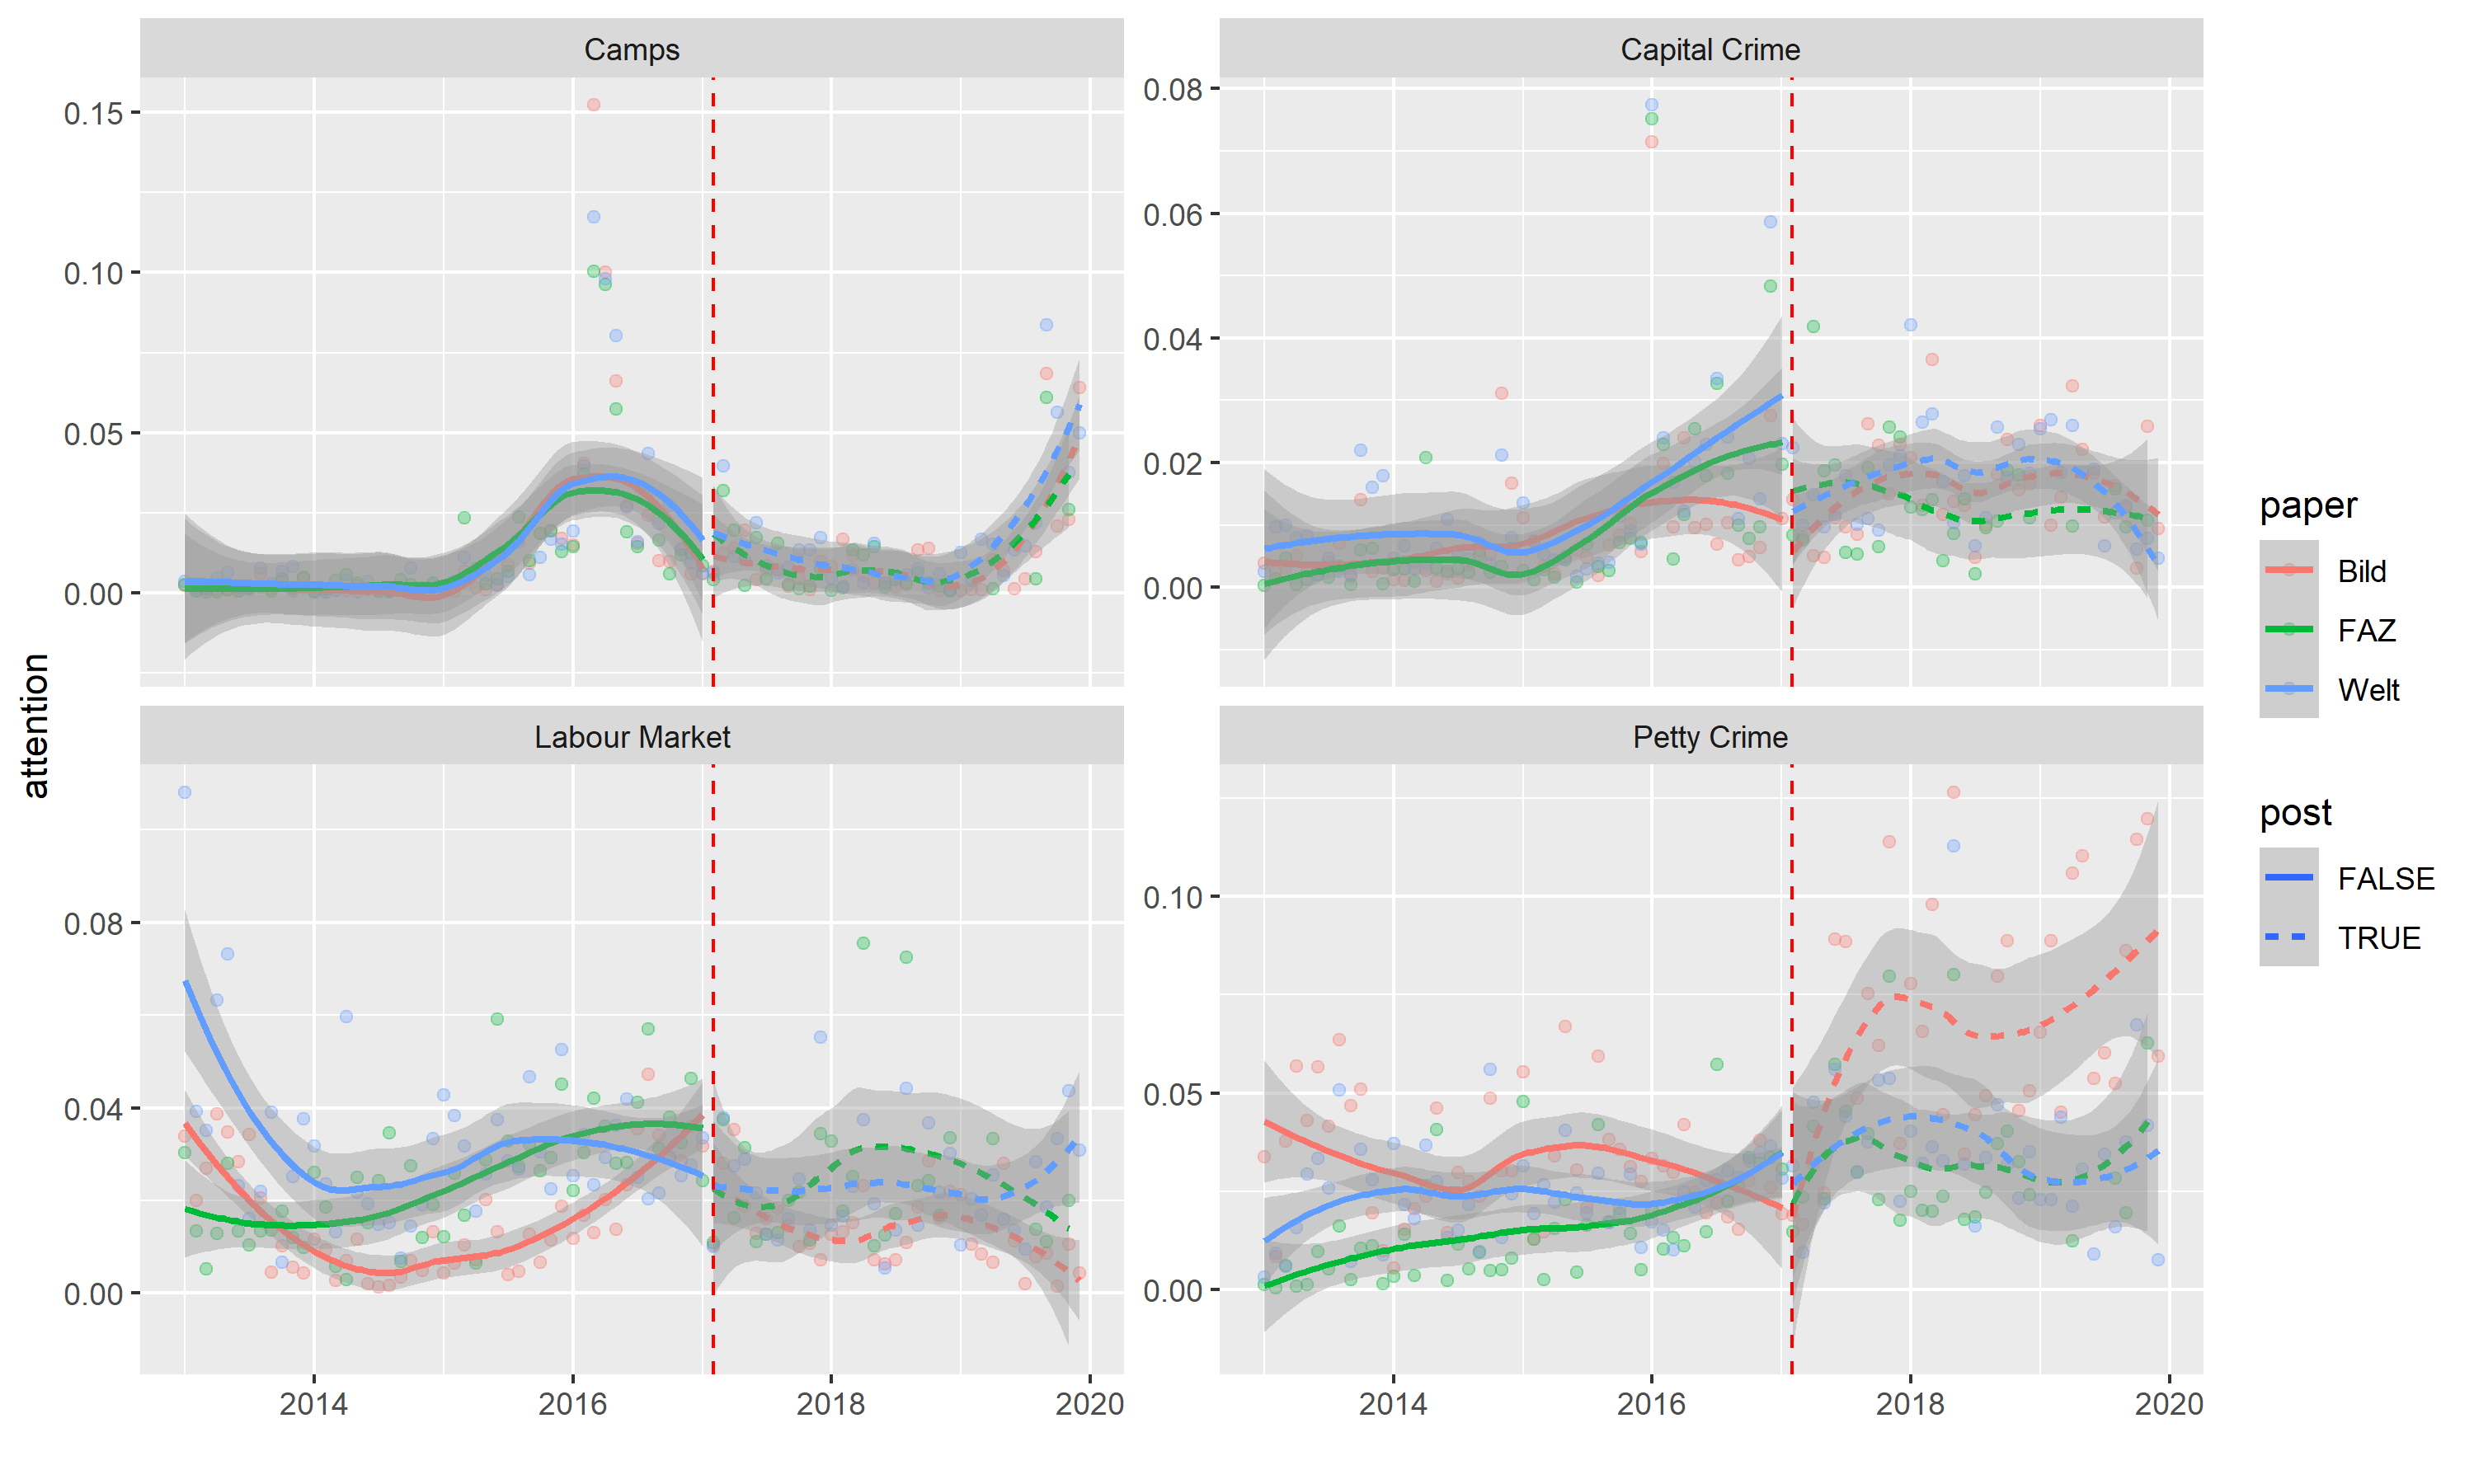 Camps
Capital Crime
0.15
0.10
0.05
0.00
0.08
0.06
0.04
0.02
0.00
attention
Labour Market
Petty Crime
0.08
0.04
0.00
0.10
0.05
0.00
2014 2016 2018 2020
2014 2016 2018 2020
paper
Bild
FAZ
Welt
post
FALSE
TRUE